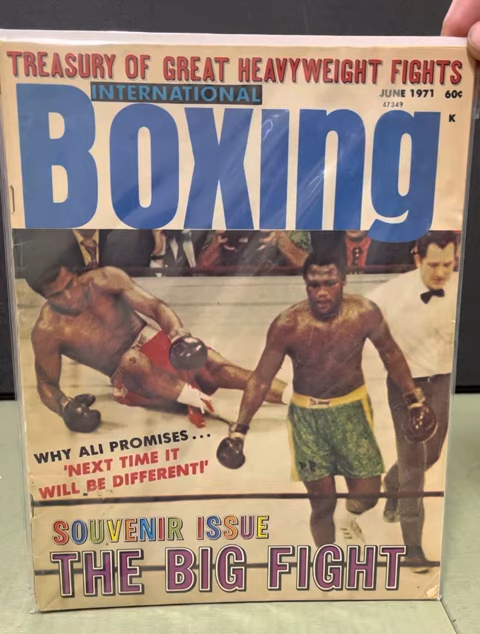 TREASURY OF GREAT HEAVYWEIGHT FIGHTS
INTERNATIONAL
JUNE 1971 60¢
47349
K
BOXING
WHY ALI PROMISES...
'NEXT TIME IT
WILL BE DIFFERENT!'
SOUVENIR ISSUE
THE BIG FIGHT